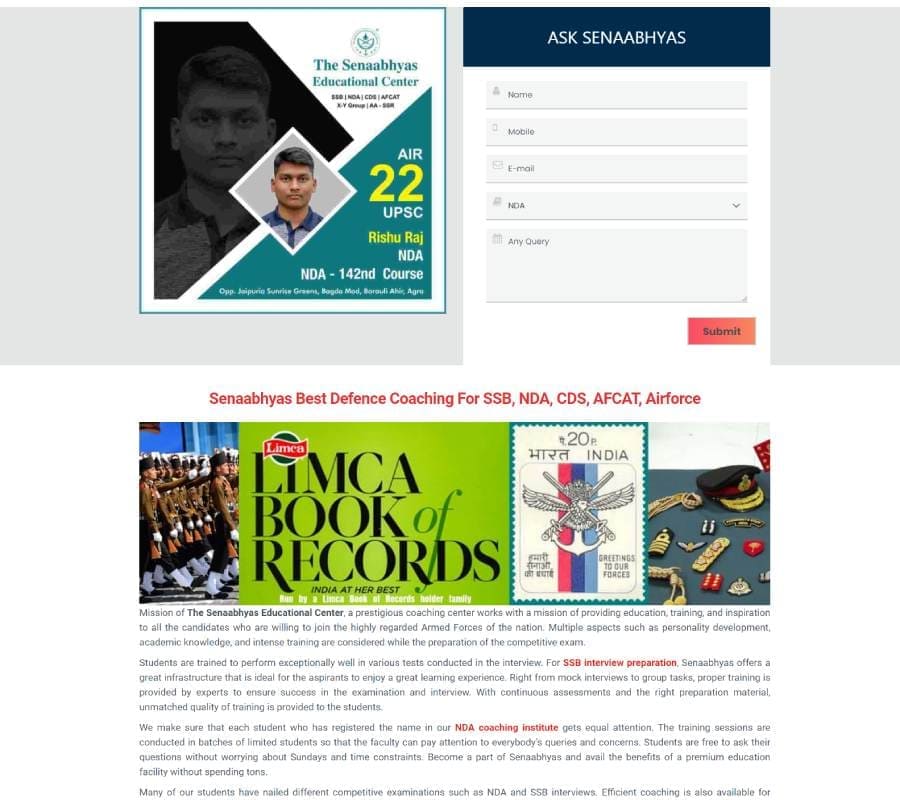 The Senaabhyas
Educational Center
SSB | NDA | CDS | AFCAT
X-Y Group | AA - SSR
AIR
22
UPSC
Rishu Raj
NDA
NDA - 142nd Course
Opp. Jaipuria Sunrise Greens, Bagda Mod, Barauli Ahir, Agra
ASK SENAABHYAS
Name
Mobile
E-mail
NDA
Any Query
Submit
Senaabhyas Best Defence Coaching For SSB, NDA, CDS, AFCAT, Airforce
Limca
LIMCA
BOOK of
RECORDS
INDIA AT HER BEST
Run by a Limca Book of Records holder family
पै.20 P.
भारत INDIA
हमारी
सेनाओं
की बधाई
GREETINGS
TO OUR
FORCES
Mission of The Senaabhyas Educational Center, a prestigious coaching center works with a mission of providing education, training, and inspiration
to all the candidates who are willing to join the highly regarded Armed Forces of the nation. Multiple aspects such as personality development,
academic knowledge, and intense training are considered while the preparation of the competitive exam.
Students are trained to perform exceptionally well in various tests conducted in the interview. For SSB interview preparation, Senaabhyas offers a
great infrastructure that is ideal for the aspirants to enjoy a great learning experience. Right from mock interviews to group tasks, proper training is
provided by experts to ensure success in the examination and interview. With continuous assessments and the right preparation material,
unmatched quality of training is provided to the students.
We make sure that each student who has registered the name in our NDA coaching institute gets equal attention. The training sessions are
conducted in batches of limited students so that the faculty can pay attention to everybody's queries and concerns. Students are free to ask their
questions without worrying about Sundays and time constraints. Become a part of Senaabhyas and avail the benefits of a premium education
facility without spending tons.
Many of our students have nailed different competitive examinations such as NDA and SSB interviews. Efficient coaching is also available for